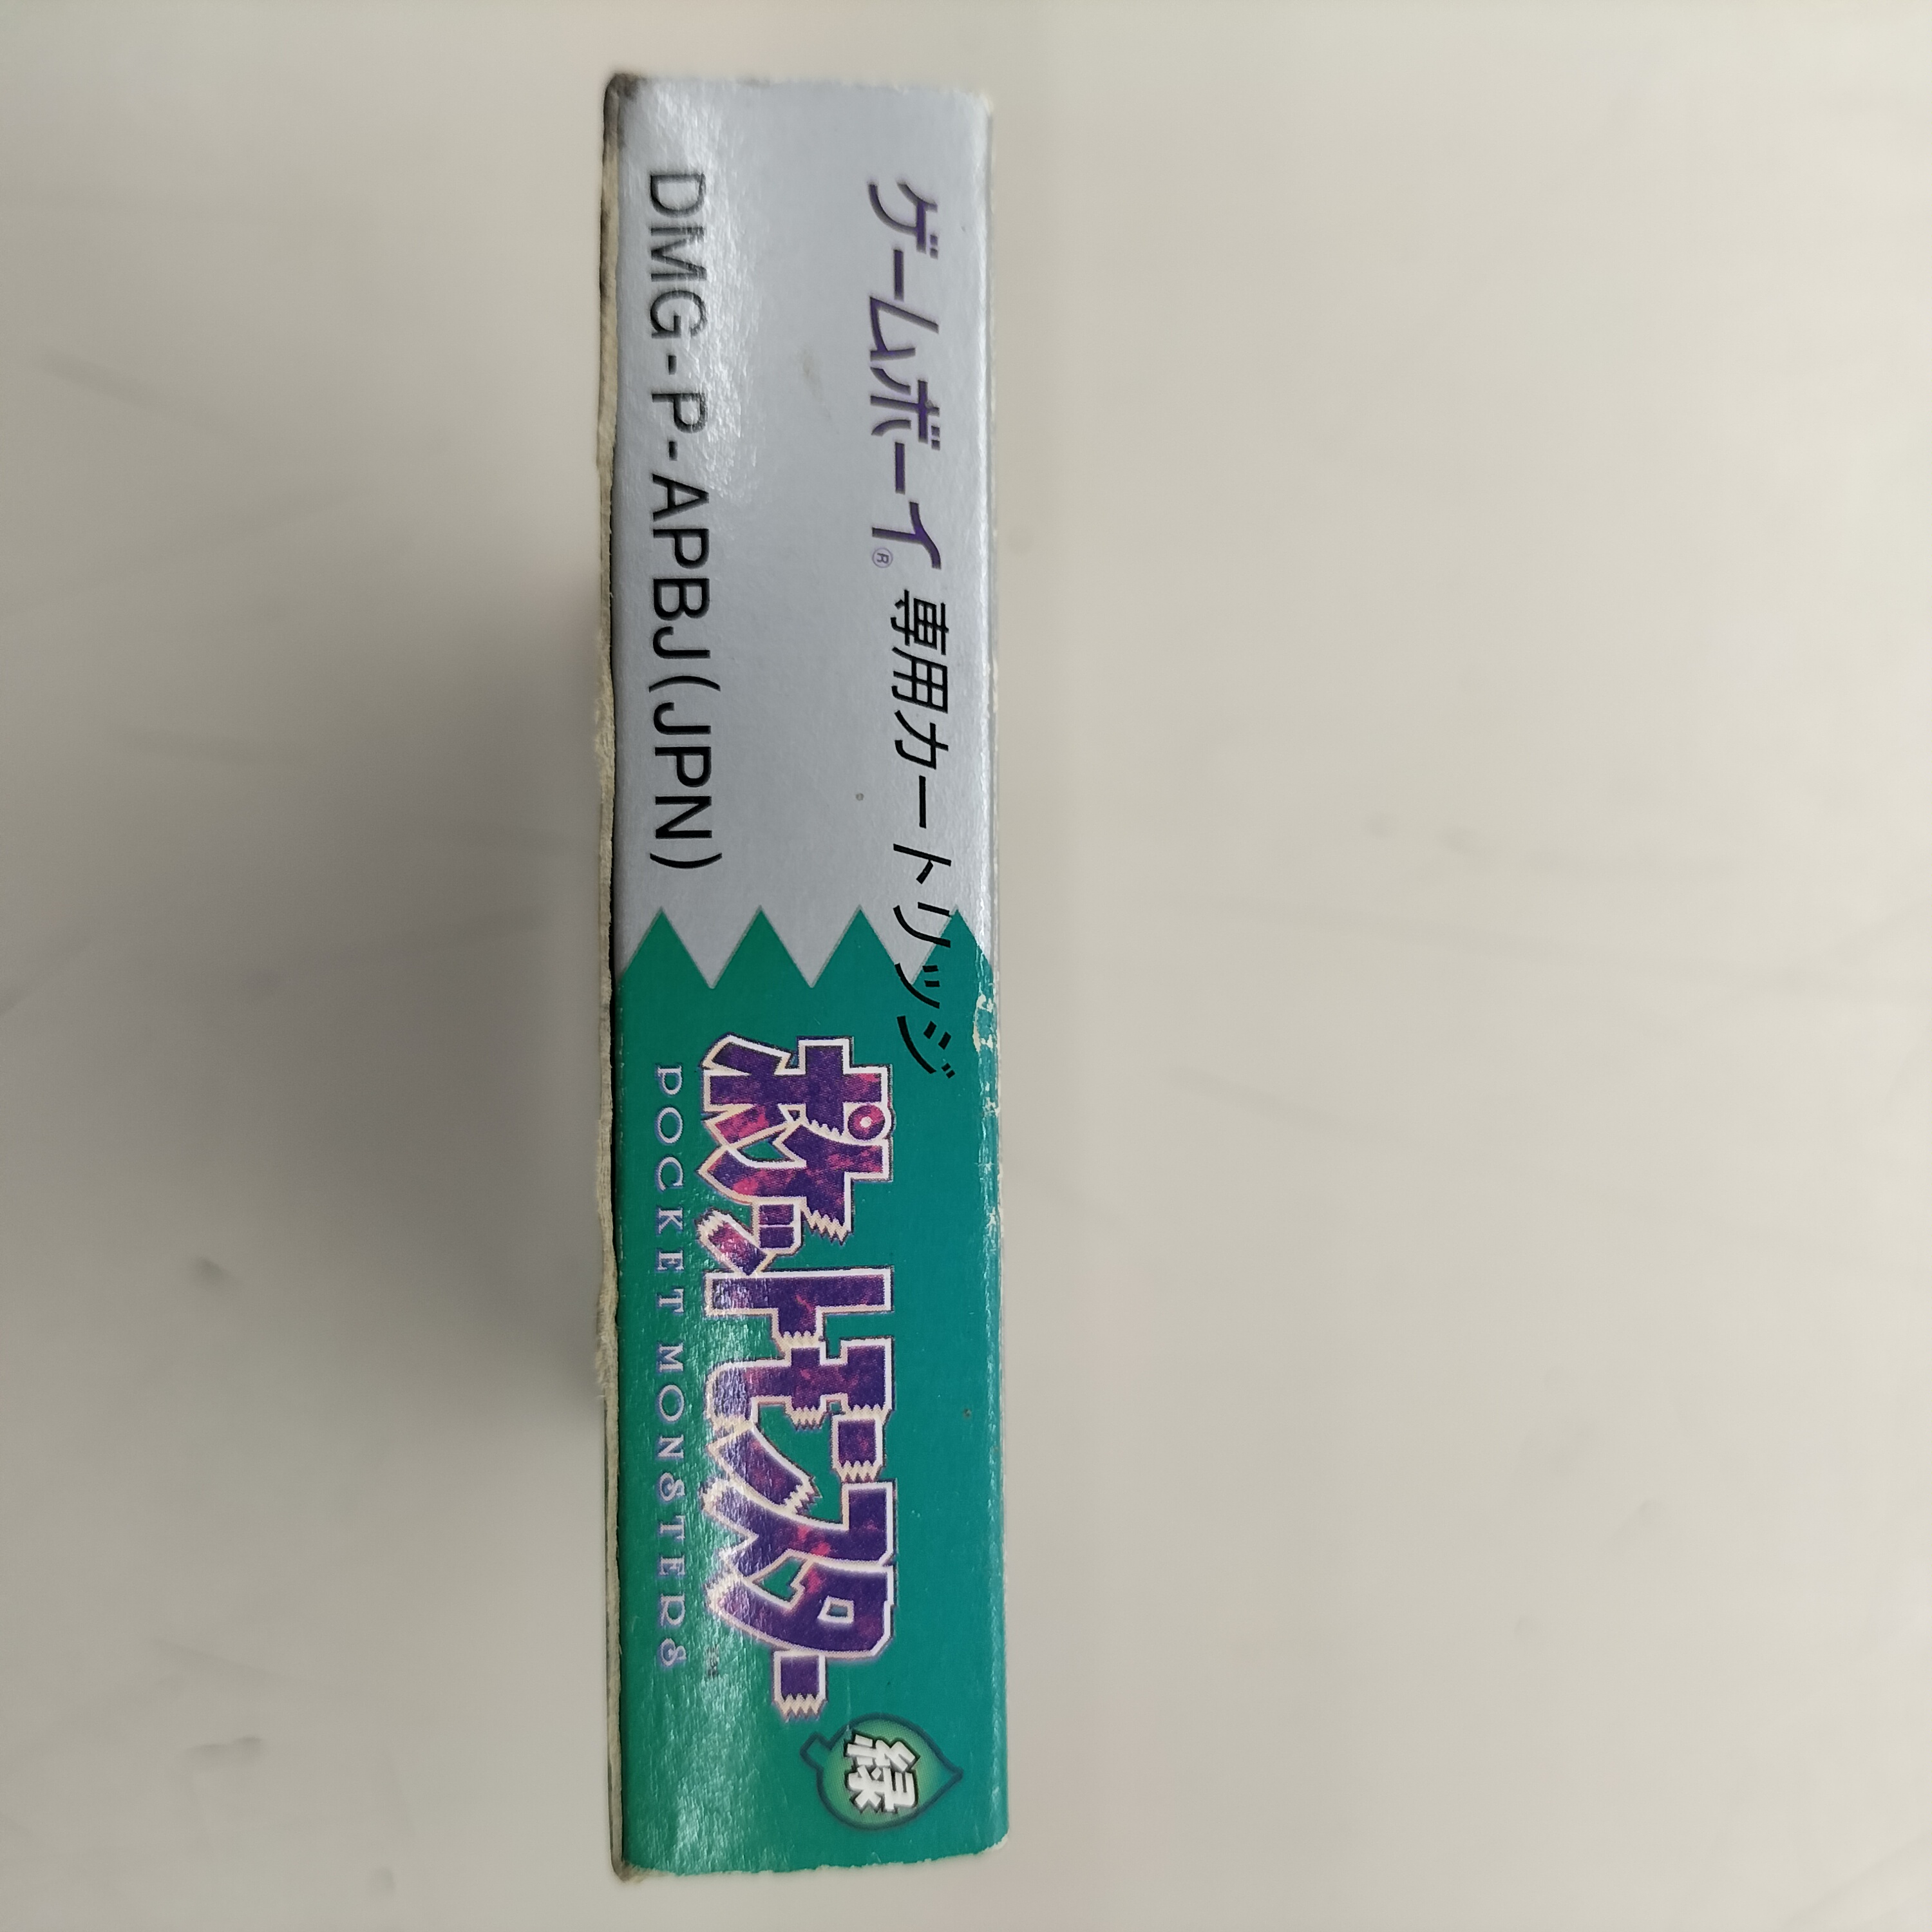 ゲームボーイ® 専用カートリッジ
DMG-P-APBJ(JPN)
ポケットモンスター
緑
POCKET MONSTERS